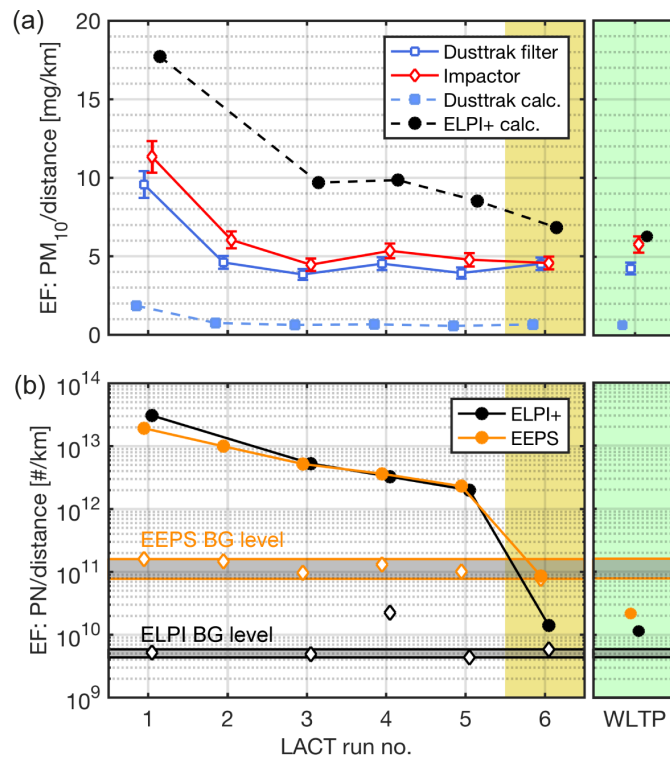 (a)
EF: PM10/distance [mg/km]
20
15
10
5
0
Dusttrak filter
Impactor
Dusttrak calc.
ELPI+ calc.
(b)
EF: PN/distance [#/km]
10^14
10^13
10^12
10^11
10^10
10^9
ELPI+
EEPS
EEPS BG level
ELPI BG level
1 2 3 4 5 6 WLTP
LACT run no.